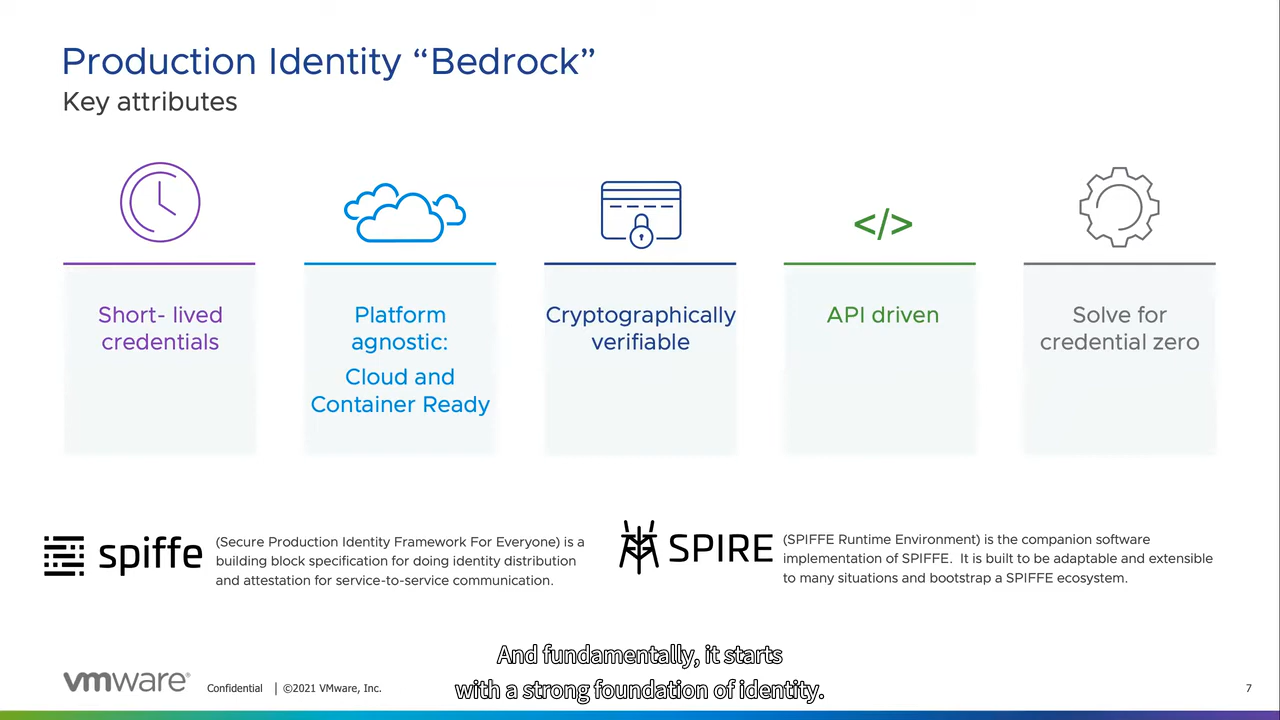 Production Identity “Bedrock”
Key attributes
Short- lived
credentials
Platform
agnostic:
Cloud and
Container Ready
Cryptographically
verifiable
</>
API driven
Solve for
credential zero
spiffe
(Secure Production Identity Framework For Everyone) is a
building block specification for doing identity distribution
and attestation for service-to-service communication.
SPIRE
(SPIFFE Runtime Environment) is the companion software
implementation of SPIFFE. It is built to be adaptable and extensible
to many situations and bootstrap a SPIFFE ecosystem.
And fundamentally, it starts
with a strong foundation of identity.
vmware®
Confidential | ©2021 VMware, Inc.
7